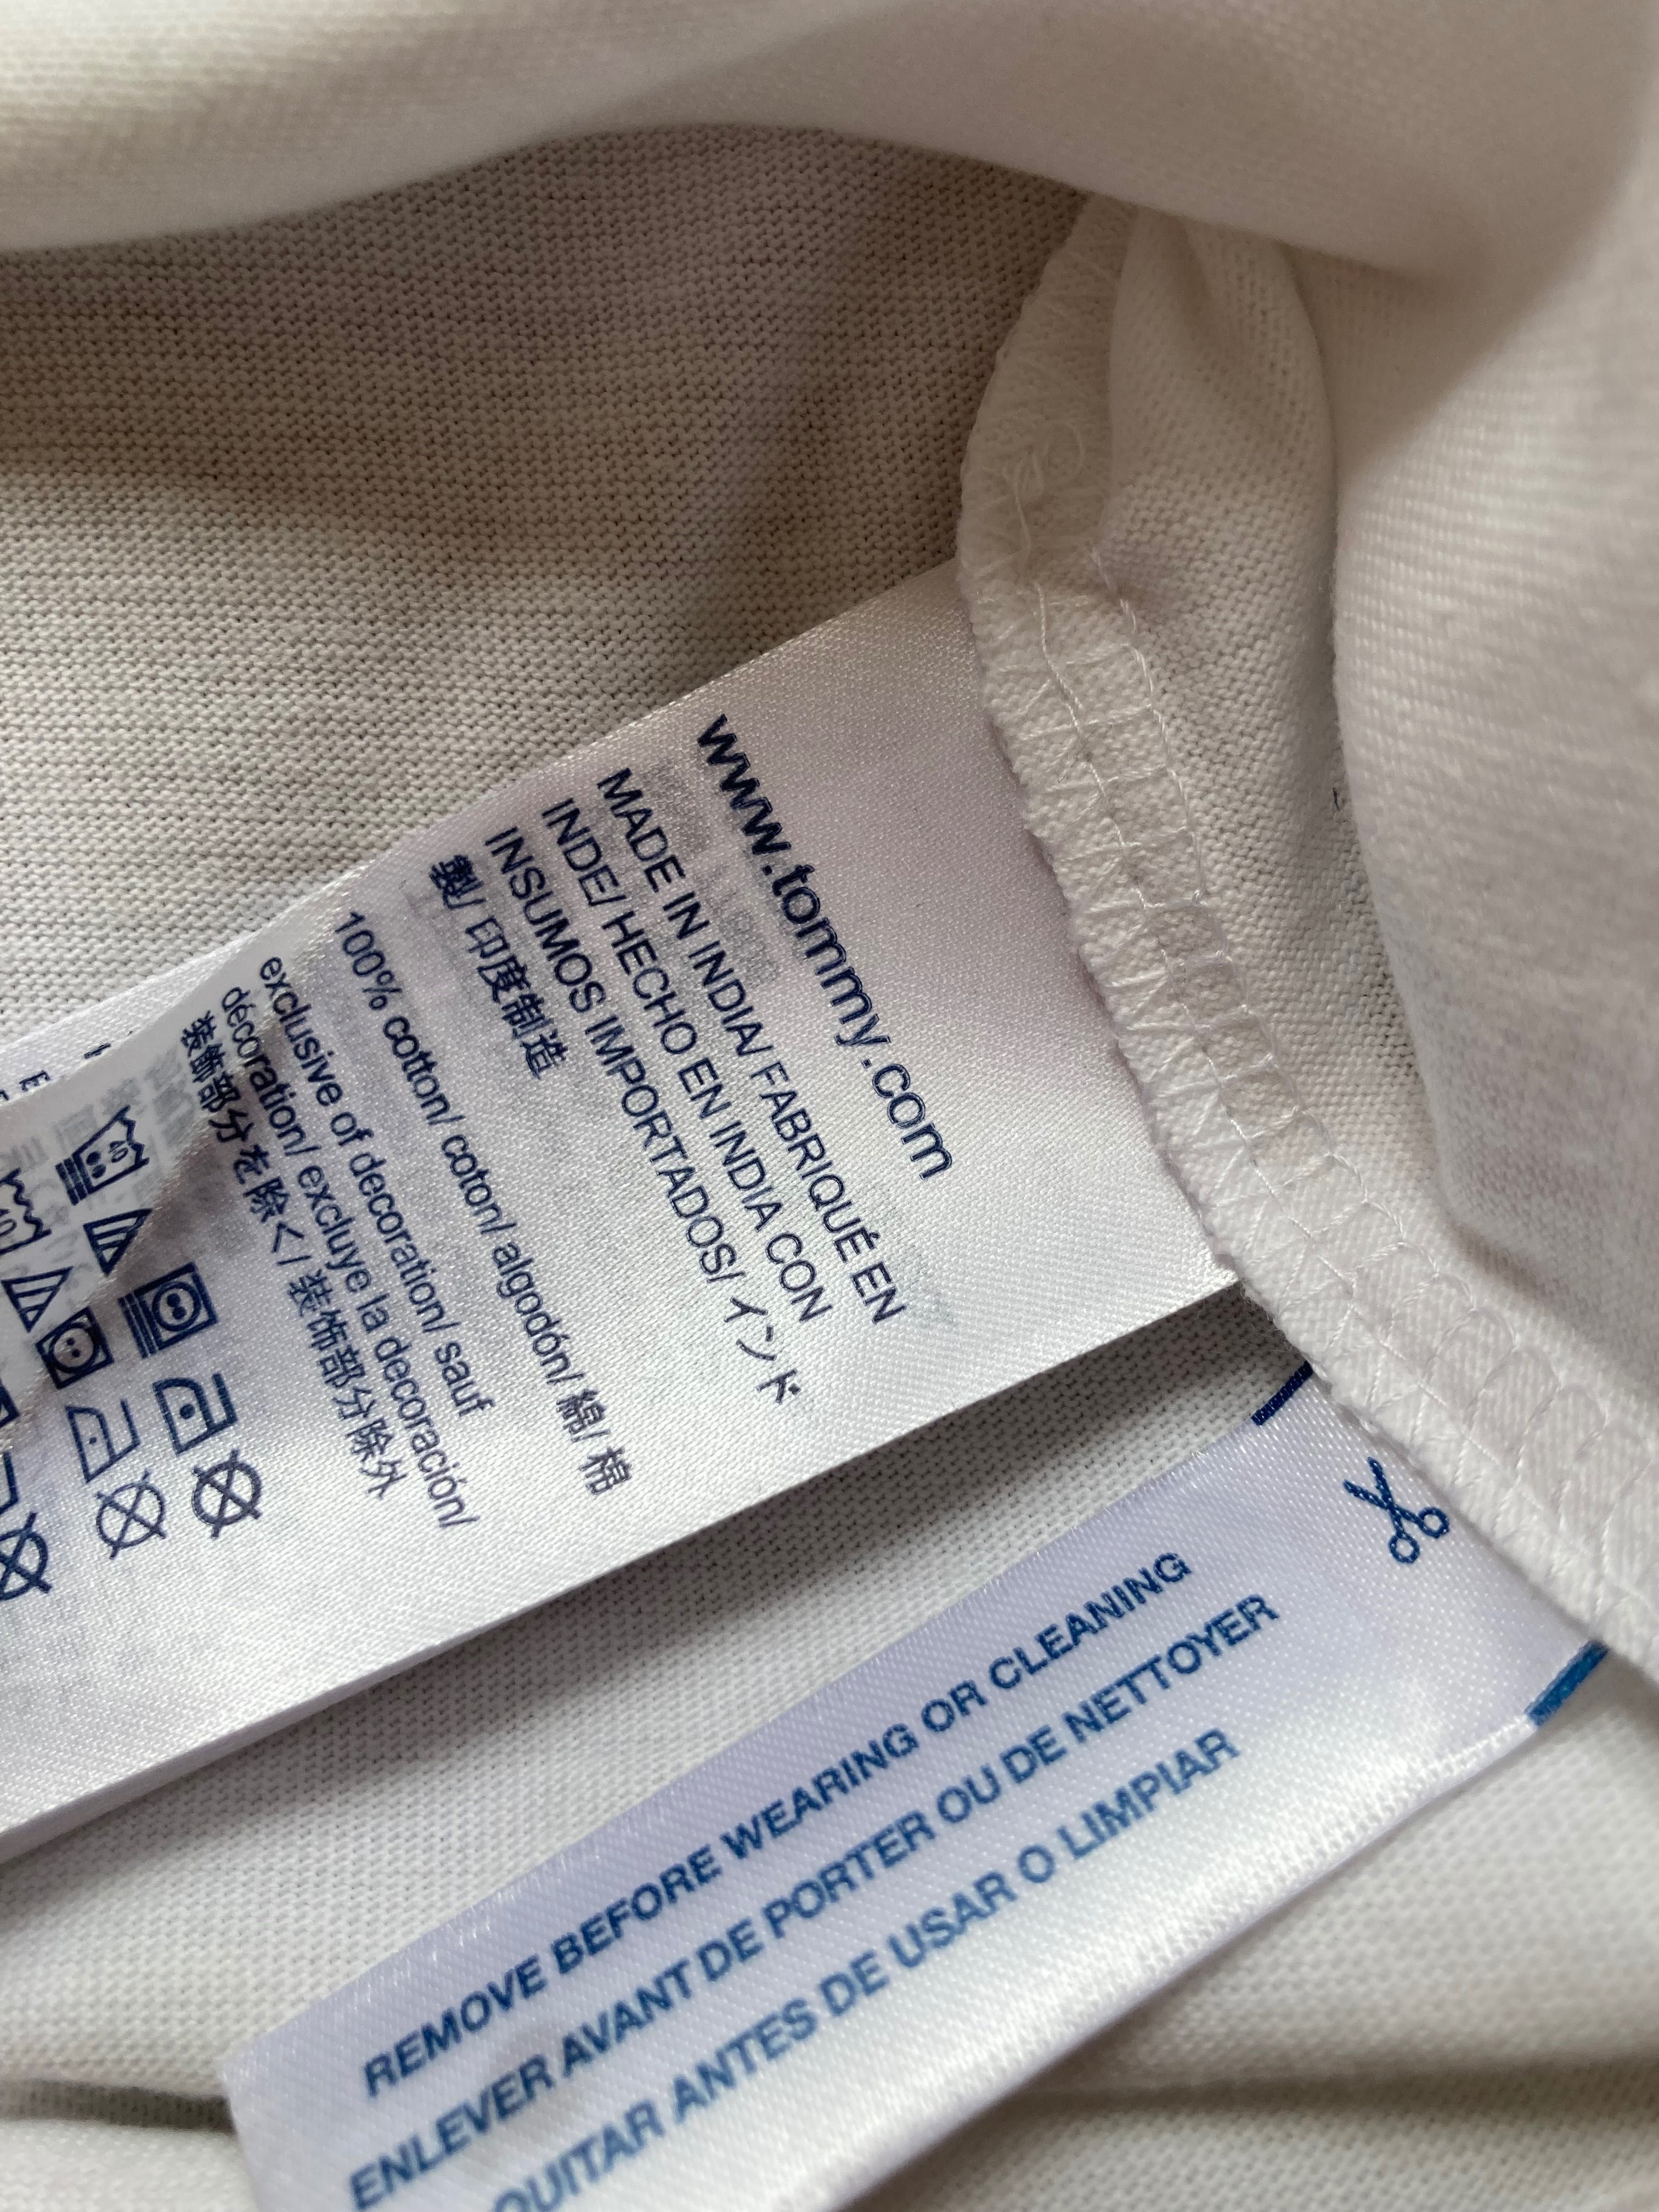 www.tommy.com
MADE IN INDIA/ FABRIQUÉ EN
INDE/ HECHO EN INDIA CON
INSUMOS IMPORTADOS/ インド
製/ 印度制造
100% cotton/ coton/ algodón/ 綿/ 棉
exclusive of decoration/ sauf
décoration/ excluye la decoración/
装飾部分を除く/ 装饰部分除外
40
40
REMOVE BEFORE WEARING OR CLEANING
ENLEVER AVANT DE PORTER OU DE NETTOYER
QUITAR ANTES DE USAR O LIMPIAR